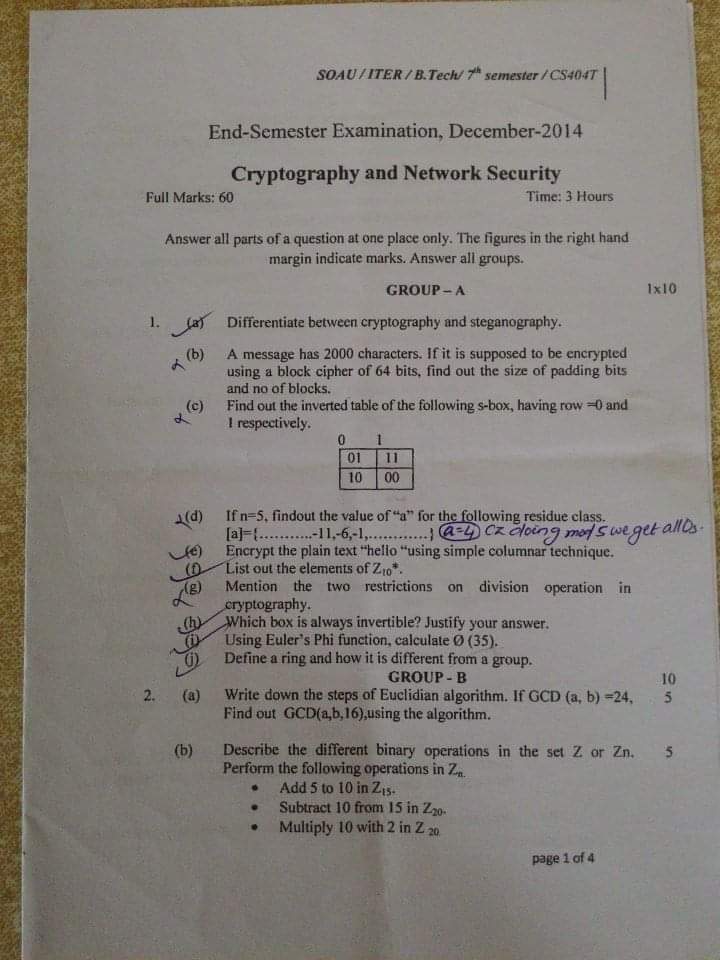 SOAU / ITER / B.Tech/ 7th semester / CS404T
End-Semester Examination, December-2014
Cryptography and Network Security
Full Marks: 60 Time: 3 Hours
Answer all parts of a question at one place only. The figures in the right hand
margin indicate marks. Answer all groups.
GROUP – A 1x10
1. (a) Differentiate between cryptography and steganography.
(b) A message has 2000 characters. If it is supposed to be encrypted
using a block cipher of 64 bits, find out the size of padding bits
and no of blocks.
(c) Find out the inverted table of the following s-box, having row =0 and
1 respectively.
0 1
01 11
10 00
(d) If n=5, findout the value of "a" for the following residue class.
[a]={...........-11,-6,-1,............} a=4 cz doing mod 5 we get all 0s.
(e) Encrypt the plain text "hello "using simple columnar technique.
(f) List out the elements of Z10*.
(g) Mention the two restrictions on division operation in
cryptography.
(h) Which box is always invertible? Justify your answer.
(i) Using Euler's Phi function, calculate Ø (35).
(j) Define a ring and how it is different from a group.
GROUP - B 10
2. (a) Write down the steps of Euclidian algorithm. If GCD (a, b) =24, 5
Find out GCD(a,b,16),using the algorithm.
(b) Describe the different binary operations in the set Z or Zn. 5
Perform the following operations in Zn.
• Add 5 to 10 in Z15.
• Subtract 10 from 15 in Z20.
• Multiply 10 with 2 in Z 20.
page 1 of 4